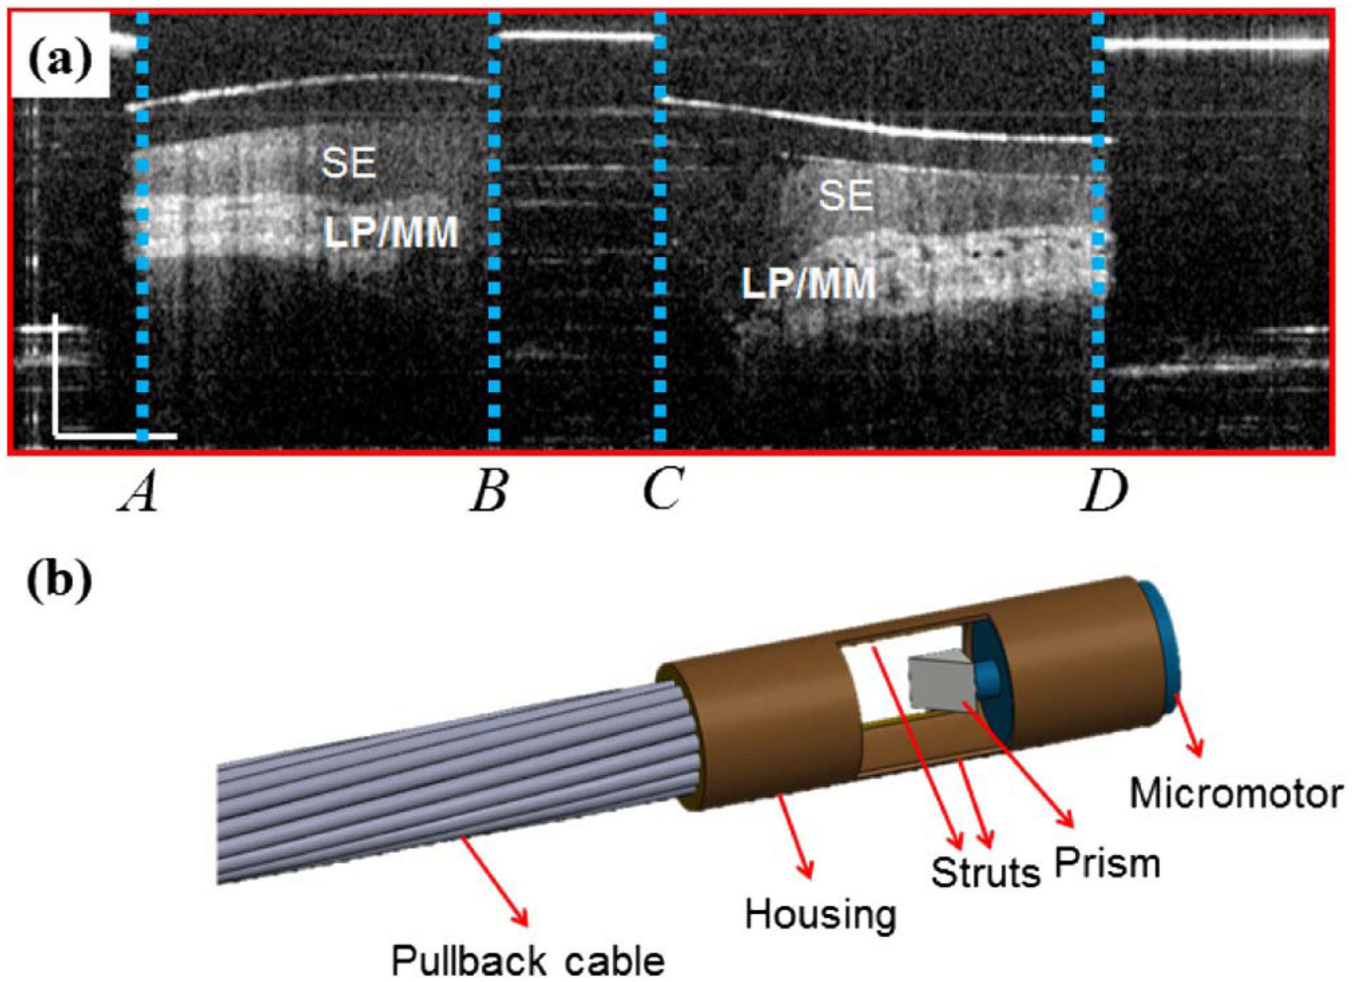 (a)
SE
LP/MM
SE
LP/MM
A B C D
(b)
Micromotor
Struts Prism
Housing
Pullback cable